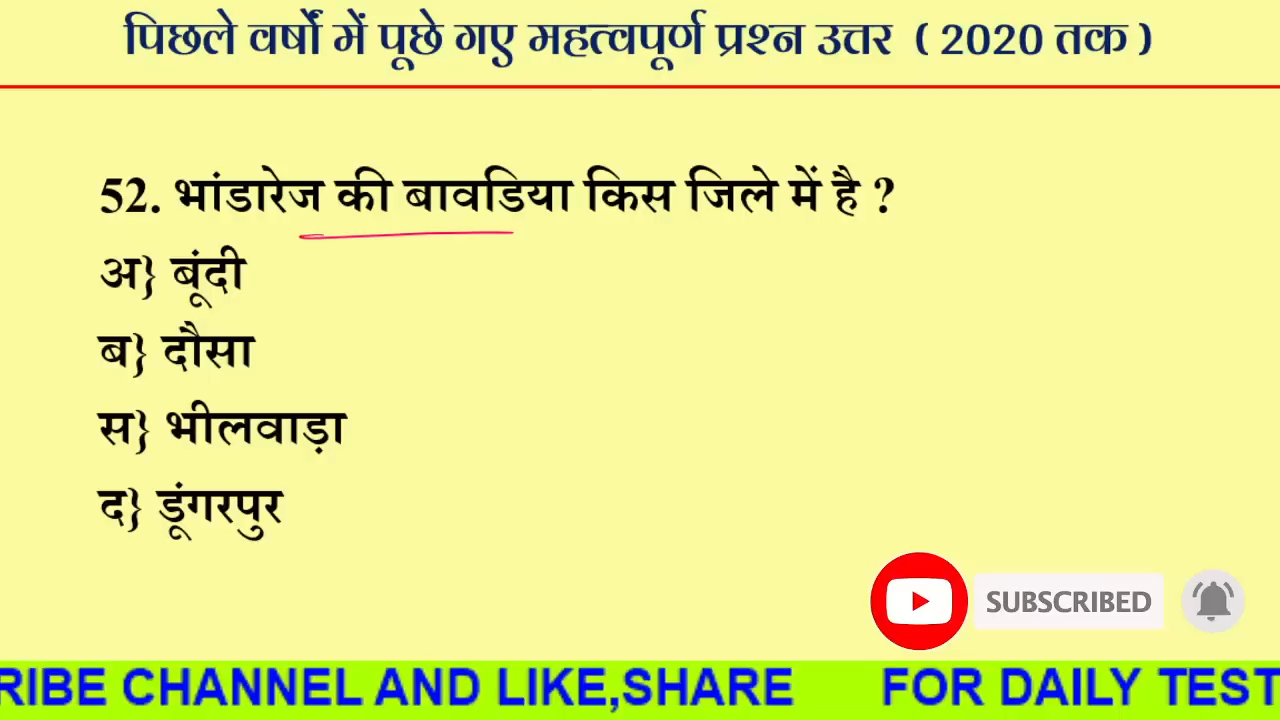 पिछले वर्षों में पूछे गए महत्वपूर्ण प्रश्न उत्तर ( 2020 तक )
52. भांडारेज की बावडिया किस जिले में है ?
अ} बूंदी
ब} दौसा
स} भीलवाड़ा
द} डूंगरपुर
SUBSCRIBED
RIBE CHANNEL AND LIKE,SHARE FOR DAILY TEST